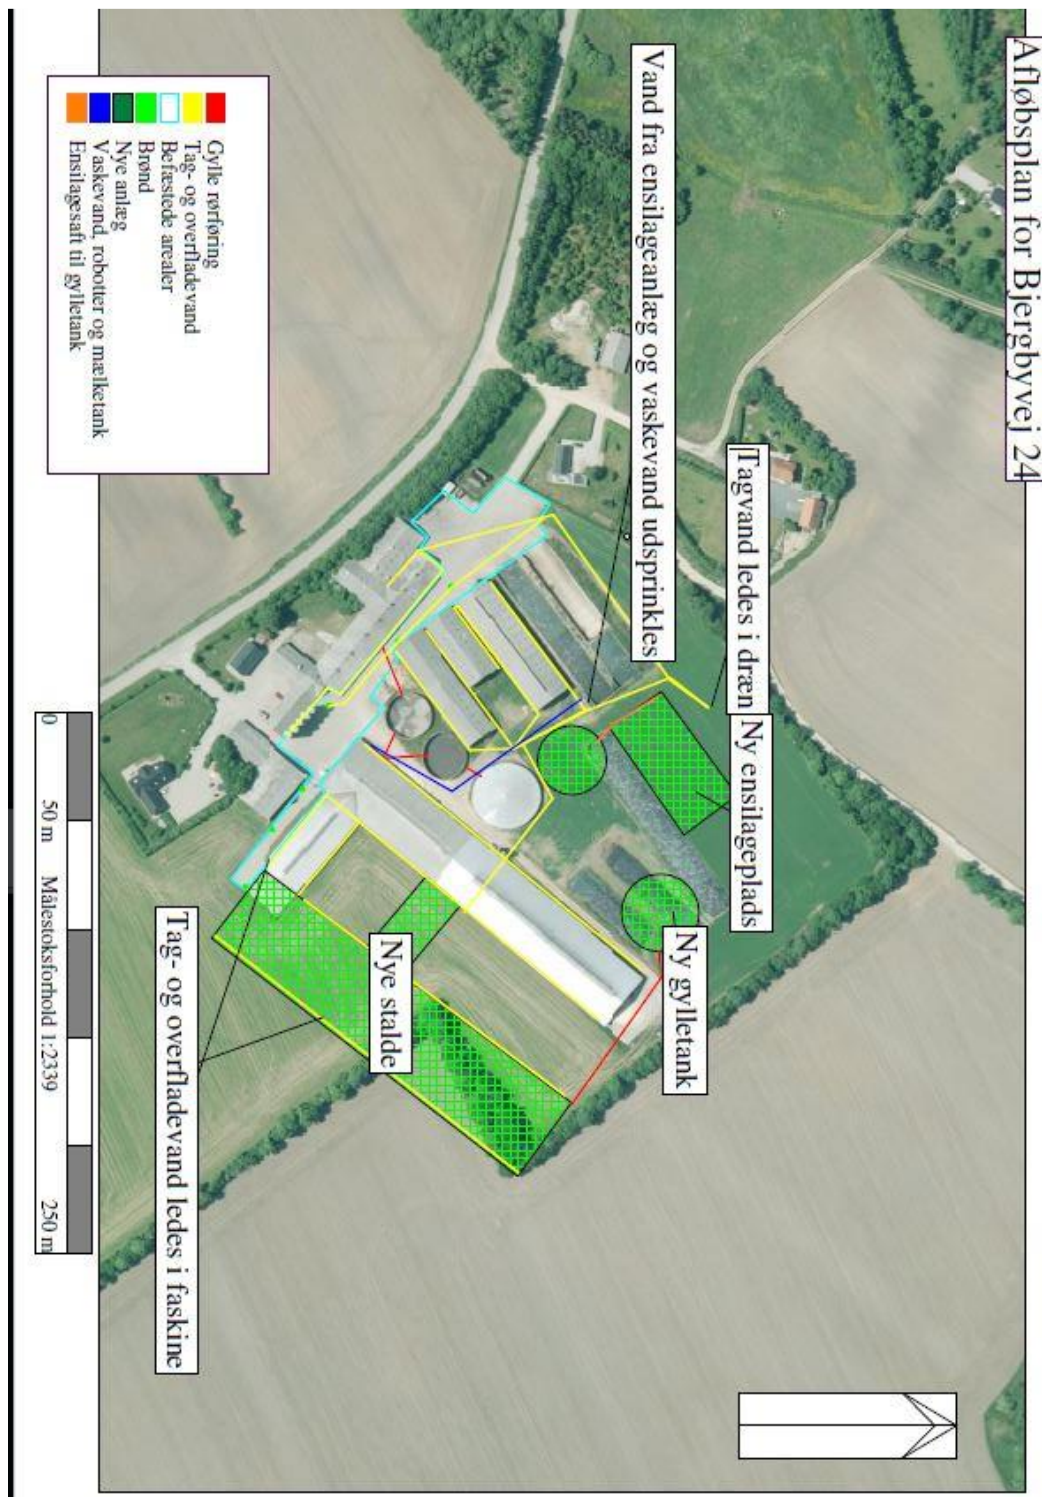 Afløbsplan for Bjergbyvej 24
Vand fra ensilageanlæg og vaskevand udsprinkles
Tagvand ledes i dræn
Ny ensilageplads
Ny gylletank
Nye stalde
Tag- og overfladevand ledes i faskine
Gylle rørføring
Tag- og overfladevand
Befæstede arealer
Brønd
Nye anlæg
Vaskevand, robotter og mælketank
Ensilagesaft til gylletank
0 50 m Målestoksforhold 1:2339 250 m